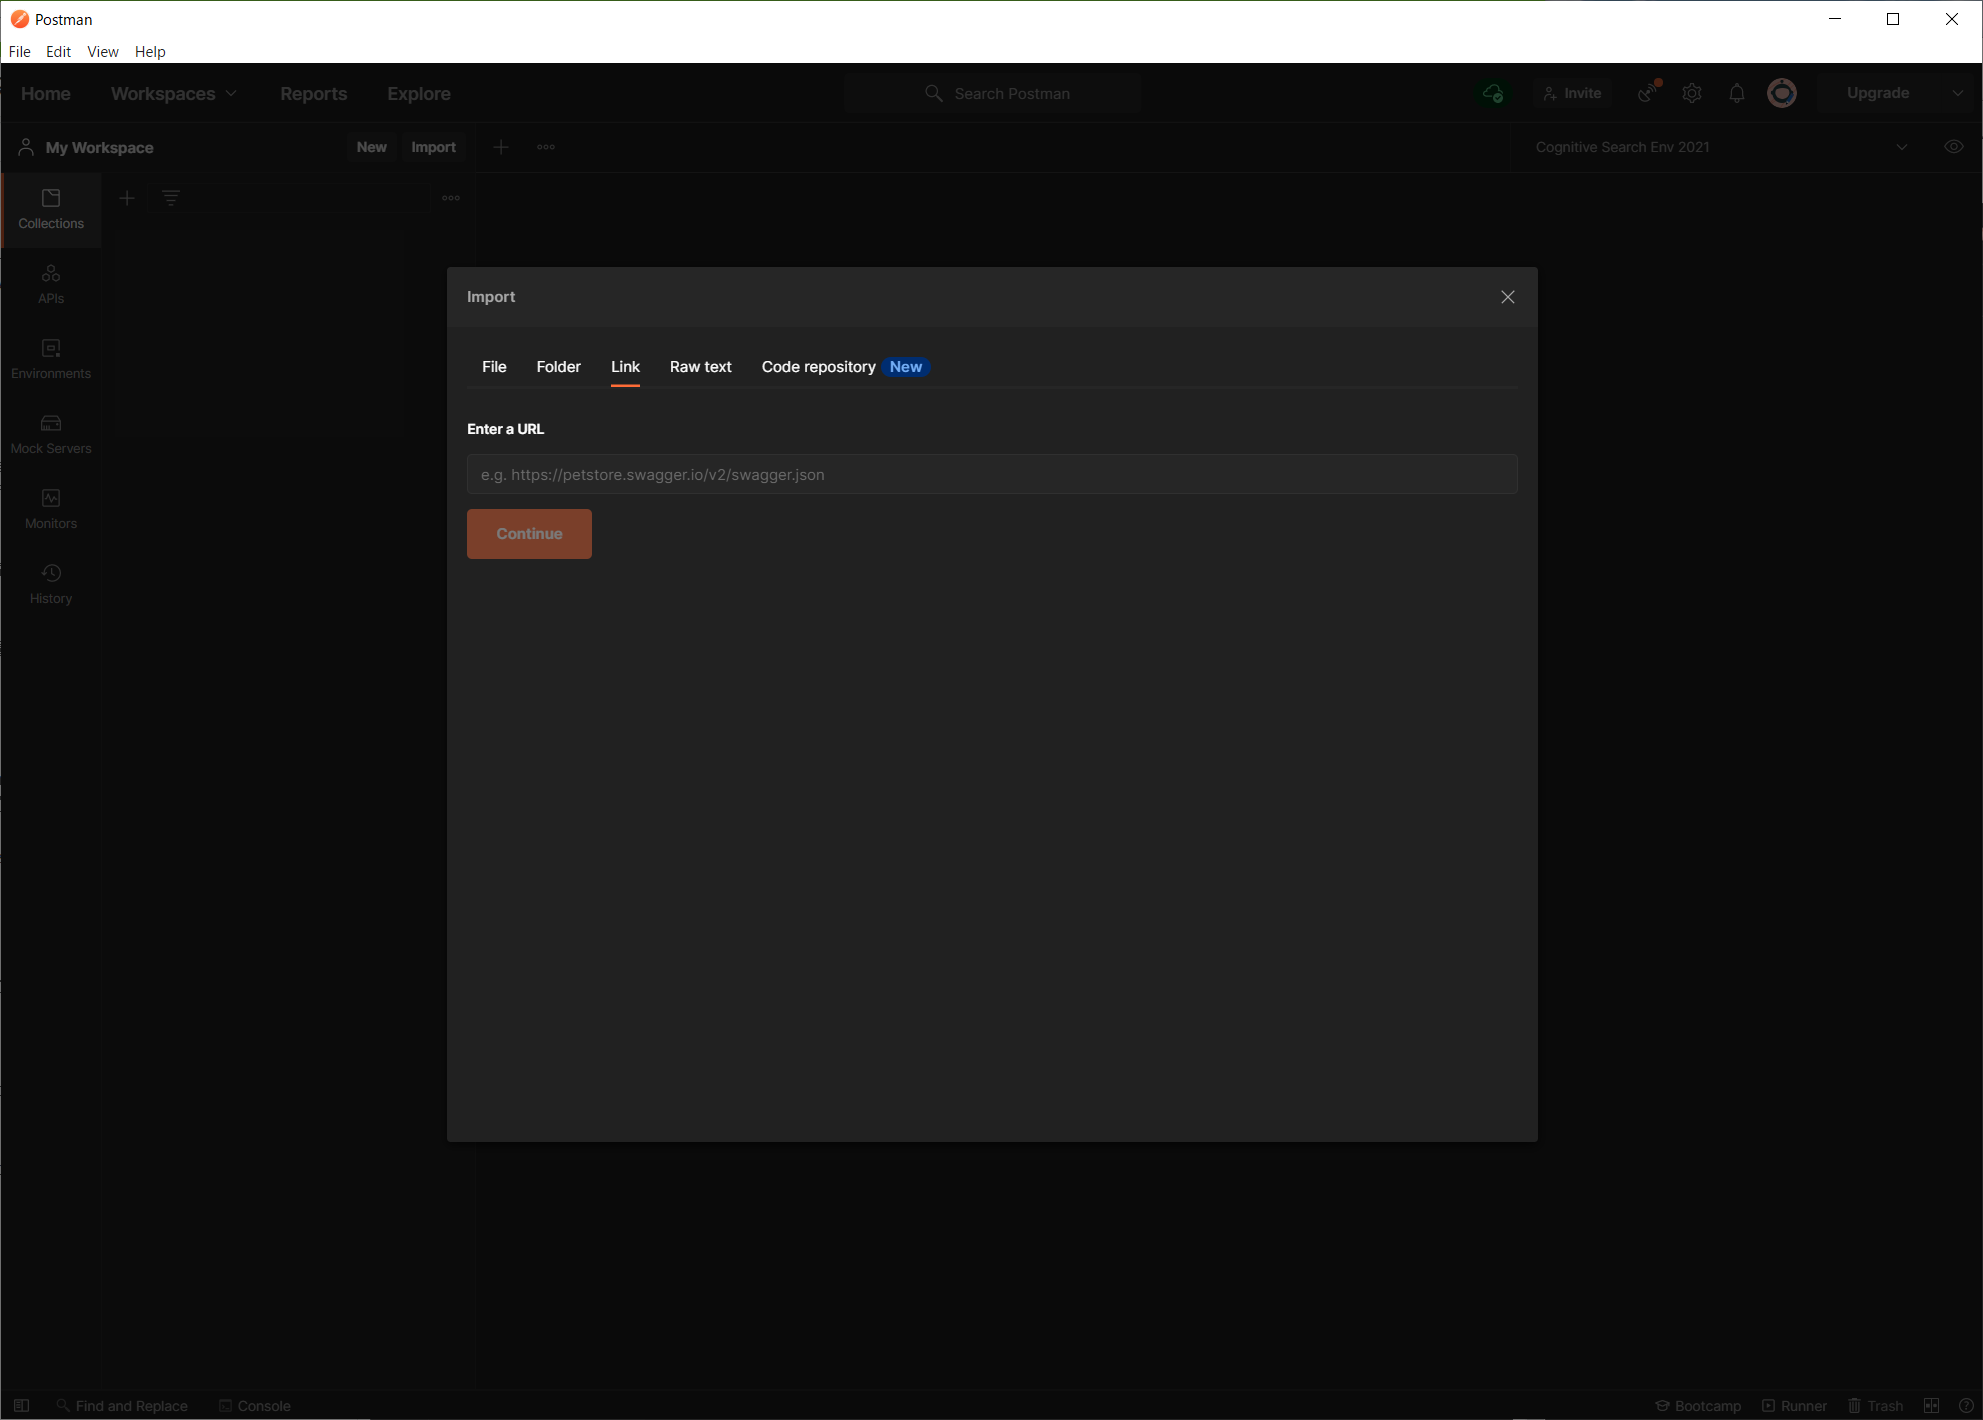 Postman
File Edit View Help
Home Workspaces Reports Explore Search Postman Invite Upgrade
My Workspace New Import Cognitive Search Env 2021
Collections
APIs
Environments
Mock Servers
Monitors
History
Import
File Folder Link Raw text Code repository New
Enter a URL
e.g. https://petstore.swagger.io/v2/swagger.json
Continue
Find and Replace Console Bootcamp Runner Trash